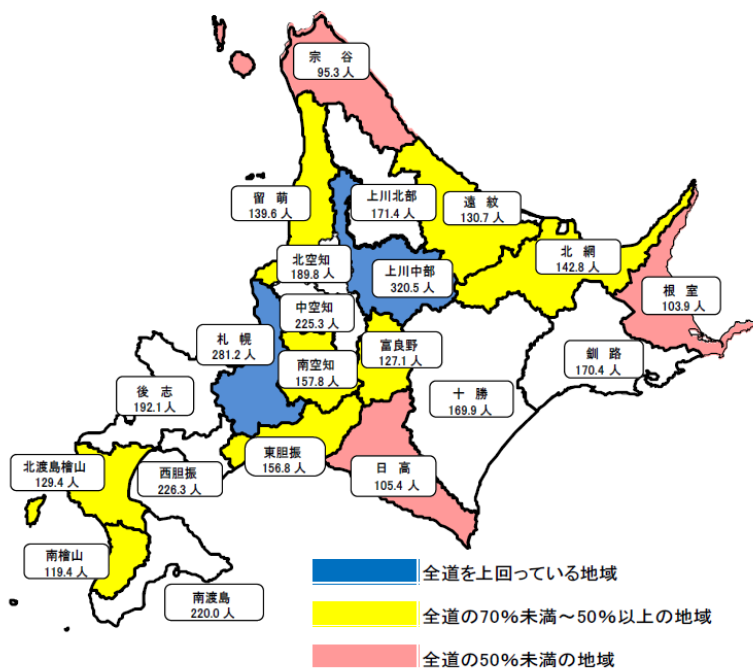 宗 谷
95.3 人
留 萌
139.6 人
上川北部
171.4 人
遠 紋
130.7 人
北空知
189.8 人
上川中部
320.5 人
北 網
142.8 人
根 室
103.9 人
中空知
225.3 人
札 幌
281.2 人
南空知
157.8 人
富良野
127.1 人
釧 路
170.4 人
後 志
192.1 人
十 勝
169.9 人
北渡島檜山
129.4 人
西胆振
226.3 人
東胆振
156.8 人
日 高
105.4 人
南檜山
119.4 人
南渡島
220.0 人
全道を上回っている地域
全道の70%未満~50%以上の地域
全道の50%未満の地域